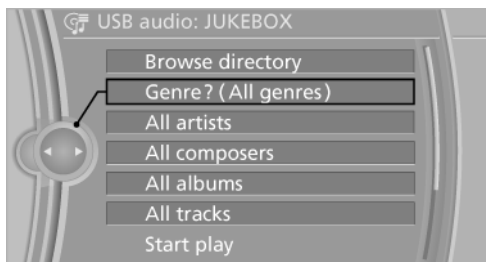 USB audio: JUKEBOX
Browse directory
Genre? (All genres)
All artists
All composers
All albums
All tracks
Start play